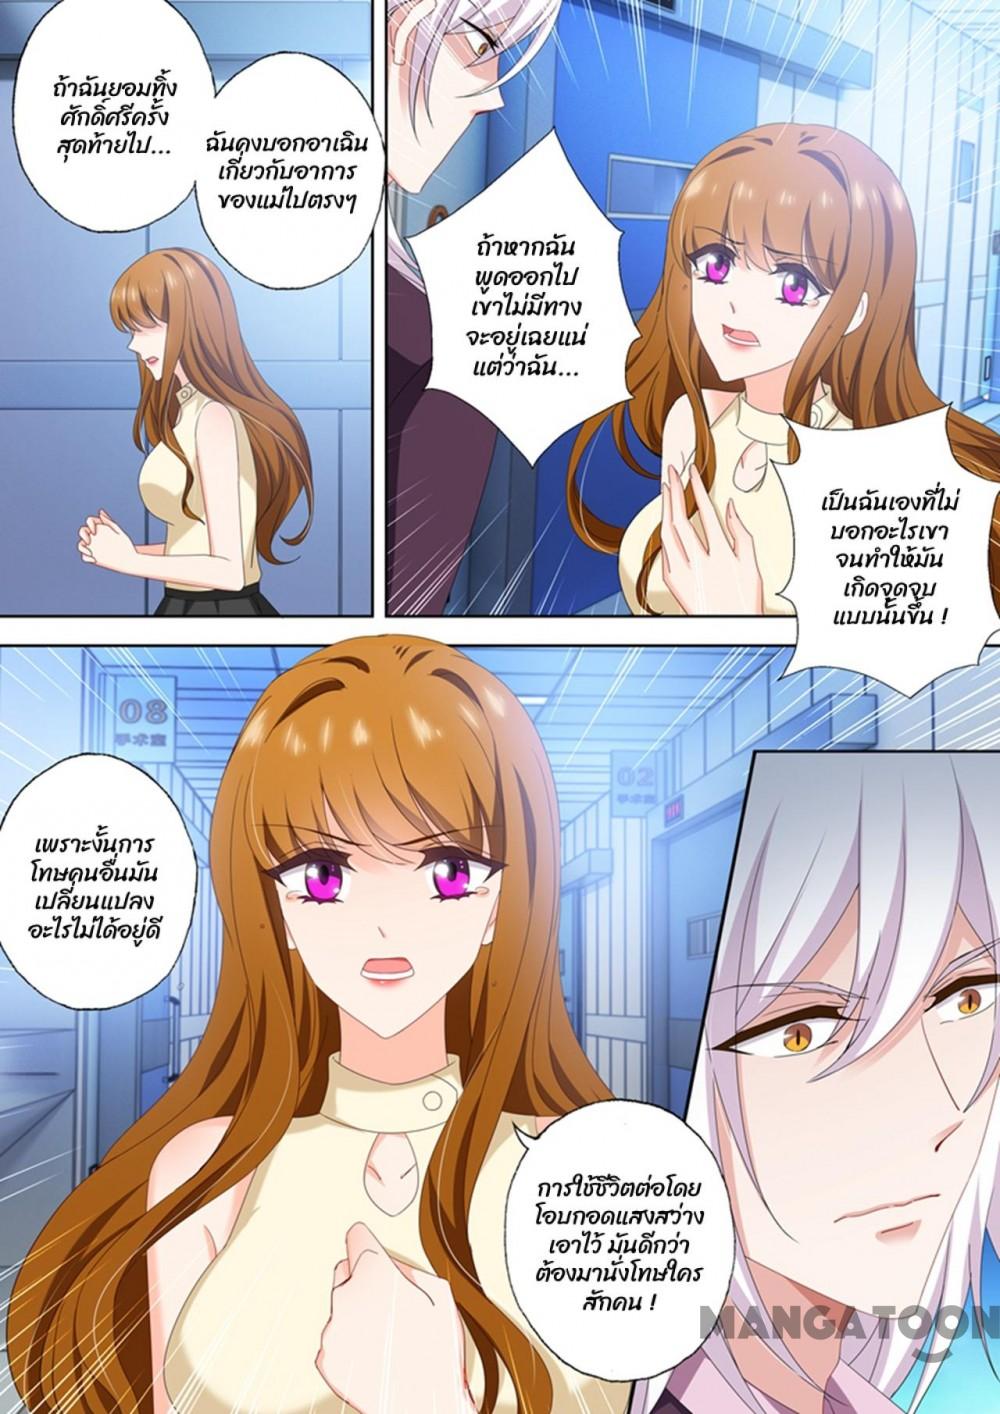 ถ้าฉันยอมทิ้ง
ศักดิ์ศรีครั้ง
สุดท้ายไป...
ฉันคงบอกอาเฉิน
เกี่ยวกับอาการ
ของแม่ไปตรงๆ
ถ้าหากฉัน
พูดออกไป
เขาไม่มีทาง
จะอยู่เฉยแน่
แต่ว่าฉัน...
เป็นฉันเองที่ไม่
บอกอะไรเขา
จนทำให้มัน
เกิดจุดจบ
แบบนั้นขึ้น !
08
手术室
02
手术室
เพราะงั้นการ
โทษคนอื่นมัน
เปลี่ยนแปลง
อะไรไม่ได้อยู่ดี
การใช้ชีวิตต่อโดย
โอบกอดแสงสว่าง
เอาไว้ มันดีกว่า
ต้องมานั่งโทษใคร
สักคน !
MANGATOON